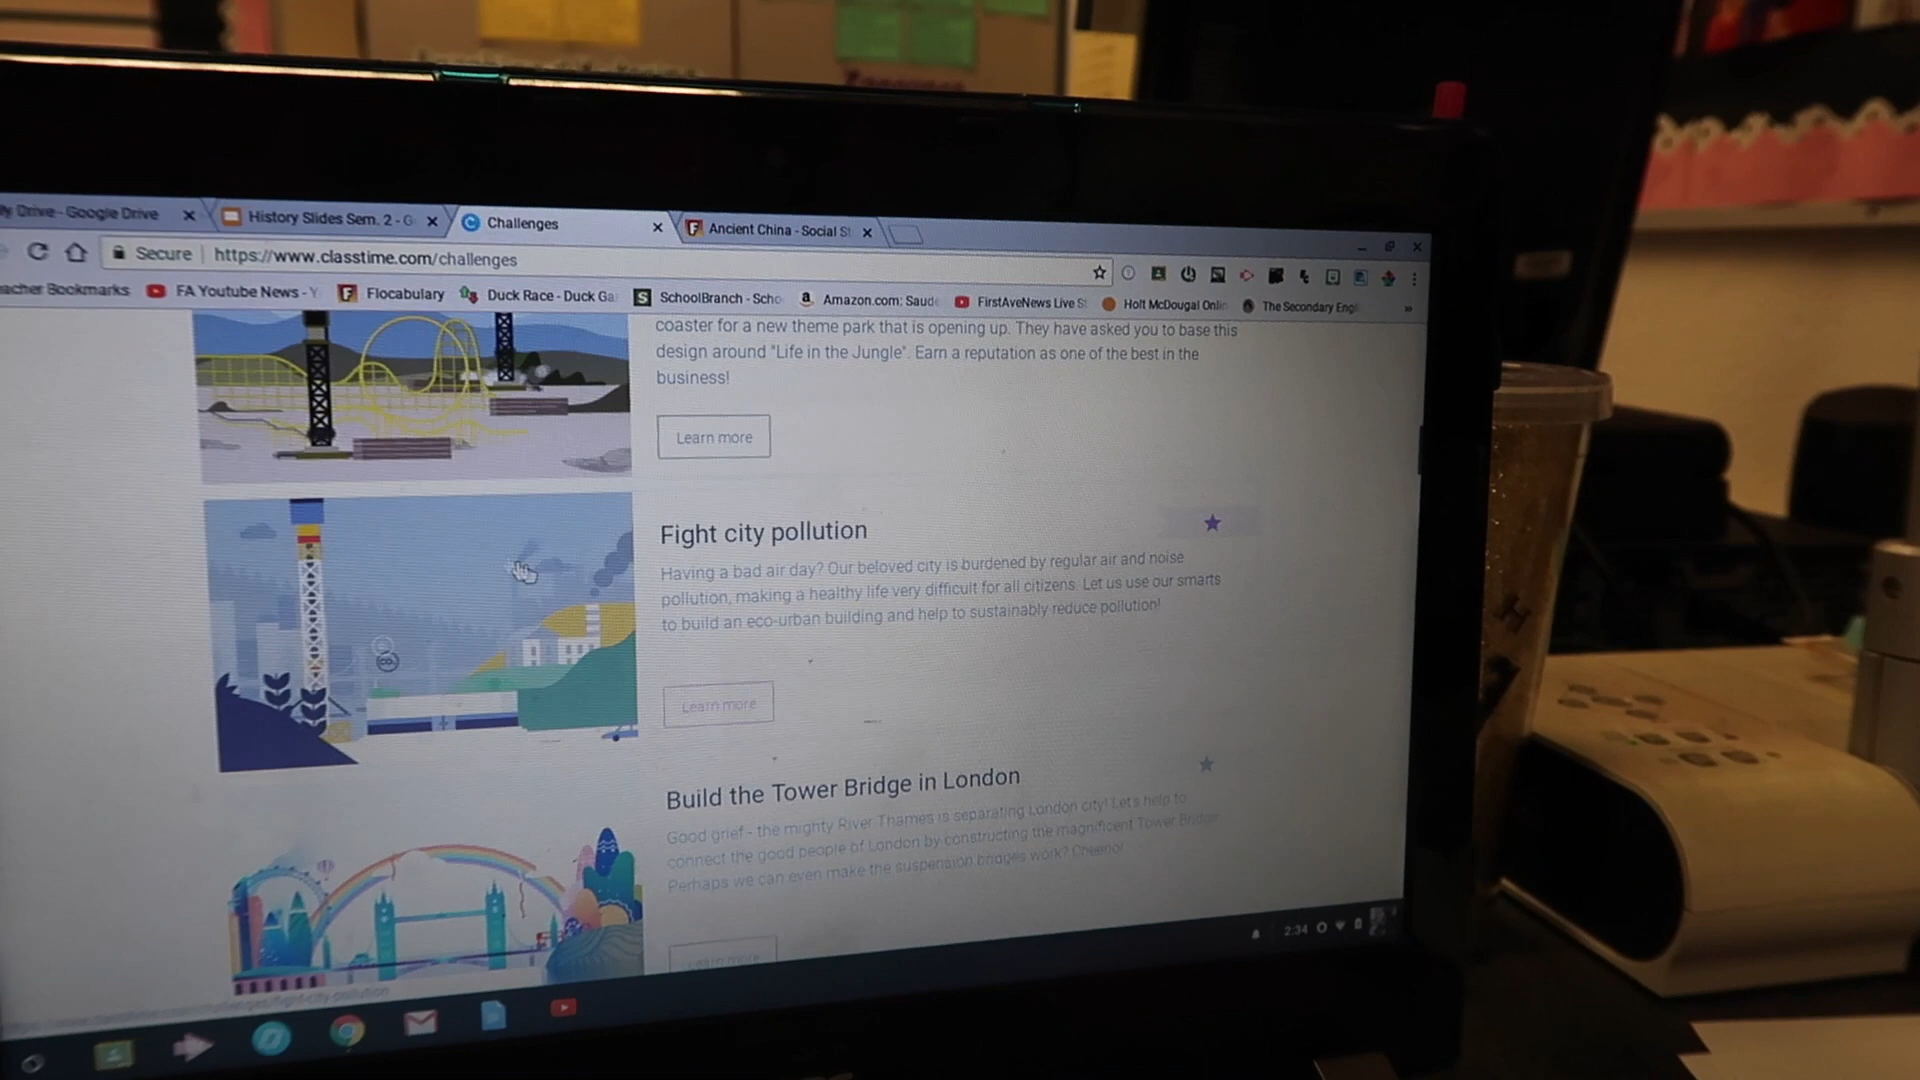 My Drive - Google Drive
History Slides Sem. 2 - G
Challenges
Ancient China - Social St
Secure
https://www.classtime.com/challenges
acher Bookmarks
FA Youtube News - Y
Flocabulary
Duck Race - Duck Ga
SchoolBranch - Scho
Amazon.com: Saude
FirstAveNews Live St
Holt McDougal Onlin
The Secondary Engl
»
coaster for a new theme park that is opening up. They have asked you to base this
design around "Life in the Jungle". Earn a reputation as one of the best in the
business!
Learn more
Fight city pollution
Having a bad air day? Our beloved city is burdened by regular air and noise
pollution, making a healthy life very difficult for all citizens. Let us use our smarts
to build an eco-urban building and help to sustainably reduce pollution!
Learn more
Build the Tower Bridge in London
Good grief - the mighty River Thames is separating London city! Let's help to
connect the good people of London by constructing the magnificent Tower Bridge.
Perhaps we can even make the suspension bridges work? Cheerio!
Learn more
2:34